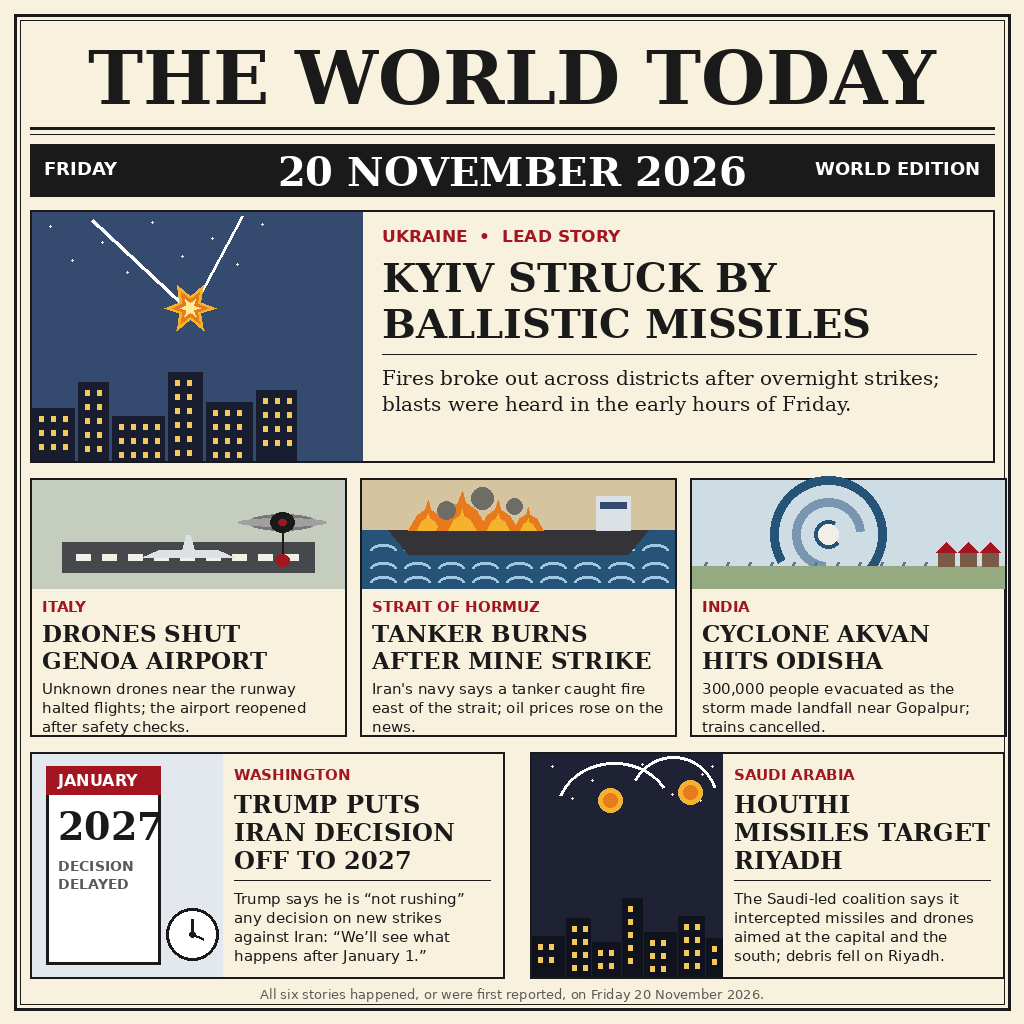 THE WORLD TODAY
FRIDAY
20 NOVEMBER 2026
WORLD EDITION
UKRAINE • LEAD STORY
KYIV STRUCK BY
BALLISTIC MISSILES
Fires broke out across districts after overnight strikes;
blasts were heard in the early hours of Friday.
ITALY
DRONES SHUT
GENOA AIRPORT
Unknown drones near the runway
halted flights; the airport reopened
after safety checks.
STRAIT OF HORMUZ
TANKER BURNS
AFTER MINE STRIKE
Iran's navy says a tanker caught fire
east of the strait; oil prices rose on the
news.
INDIA
CYCLONE AKVAN
HITS ODISHA
300,000 people evacuated as the
storm made landfall near Gopalpur;
trains cancelled.
JANUARY
2027
DECISION
DELAYED
WASHINGTON
TRUMP PUTS
IRAN DECISION
OFF TO 2027
Trump says he is “not rushing”
any decision on new strikes
against Iran: “We’ll see what
happens after January 1.”
SAUDI ARABIA
HOUTHI
MISSILES TARGET
RIYADH
The Saudi-led coalition says it
intercepted missiles and drones
aimed at the capital and the
south; debris fell on Riyadh.
All six stories happened, or were first reported, on Friday 20 November 2026.